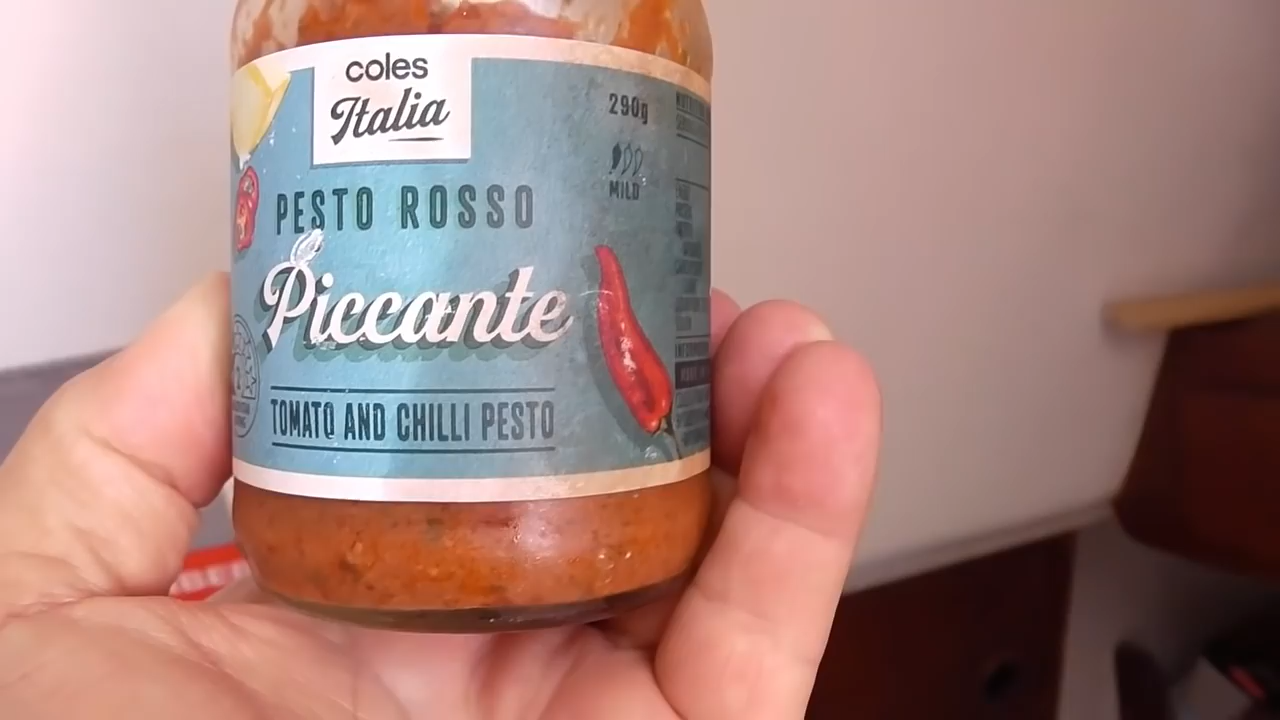 coles
Italia
290g
MILD
PESTO ROSSO
Piccante
TOMATO AND CHILLI PESTO